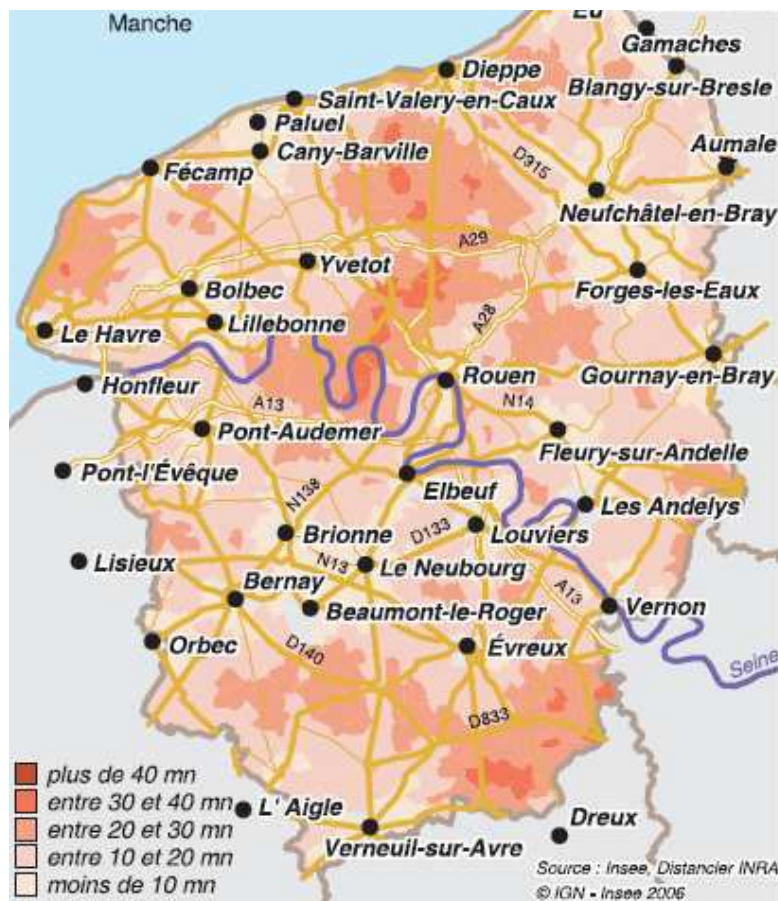 Manche
Eu
Gamaches
Dieppe
Blangy-sur-Bresle
Saint-Valery-en-Caux
Paluel
Cany-Barville
Aumale
D915
Fécamp
Neufchâtel-en-Bray
A29
Yvetot
Bolbec
Forges-les-Eaux
Lillebonne
A28
Le Havre
Honfleur
Rouen
Gournay-en-Bray
A13
N14
Pont-Audemer
Fleury-sur-Andelle
Pont-l'Évêque
Elbeuf
N138
Les Andelys
Brionne
D133
Louviers
Lisieux
N13
Le Neubourg
A13
Bernay
Beaumont-le-Roger
Vernon
Orbec
D140
Évreux
Seine
D833
plus de 40 mn
entre 30 et 40 mn
L' Aigle
entre 20 et 30 mn
Dreux
entre 10 et 20 mn
Verneuil-sur-Avre
moins de 10 mn
Source : Insee, Distancier INRA
© IGN - Insee 2006